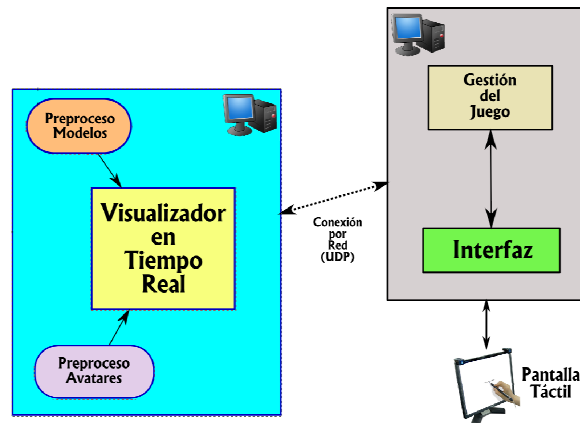 Preproceso
Modelos
Visualizador
en
Tiempo
Real
Preproceso
Avatares
Conexión
por
Red
(UDP)
Gestión
del
Juego
Interfaz
Pantalla
Táctil